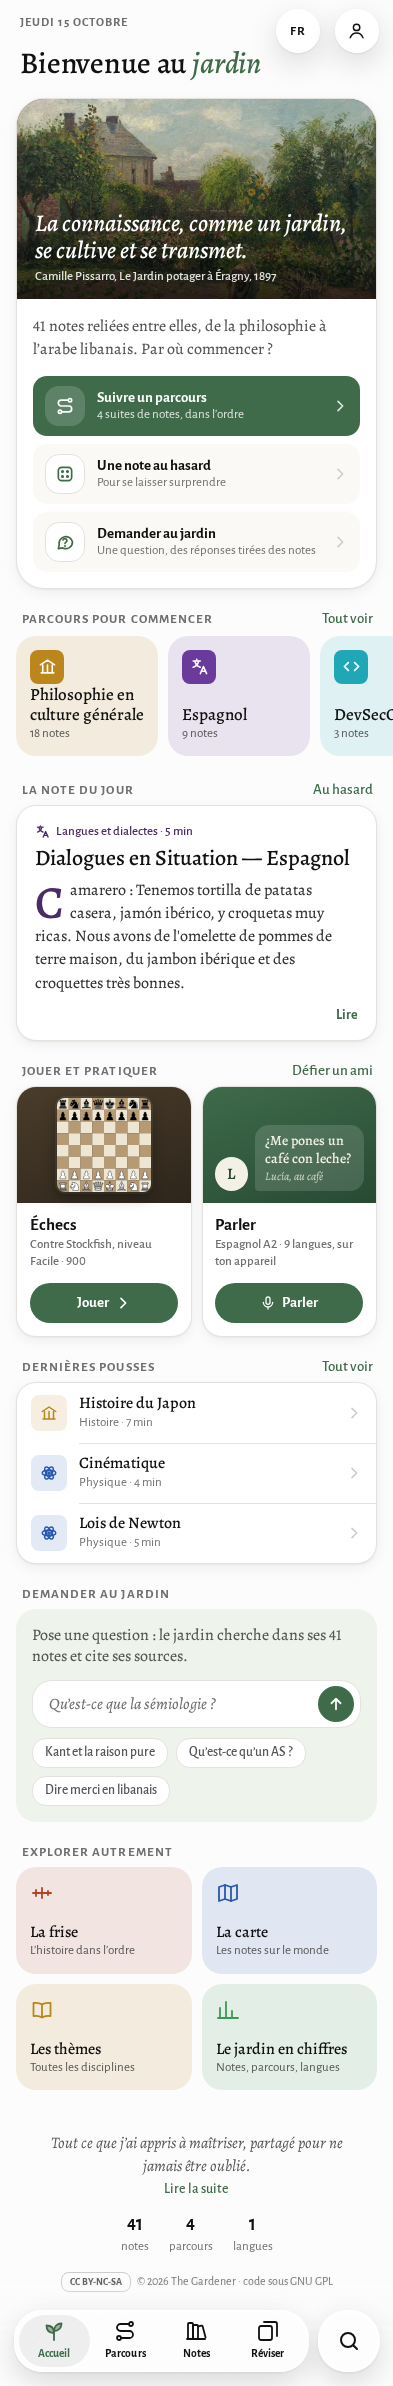 JEUDI 15 OCTOBRE
FR
Bienvenue au jardin
La connaissance, comme un jardin,
se cultive et se transmet.
Camille Pissarro, Le Jardin potager à Éragny, 1897
41 notes reliées entre elles, de la philosophie à
l'arabe libanais. Par où commencer ?
Suivre un parcours
4 suites de notes, dans l'ordre
Une note au hasard
Pour se laisser surprendre
Demander au jardin
Une question, des réponses tirées des notes
PARCOURS POUR COMMENCER
Tout voir
Philosophie en
culture générale
18 notes
Espagnol
9 notes
DevSecO
3 notes
LA NOTE DU JOUR
Au hasard
Langues et dialectes · 5 min
Dialogues en Situation — Espagnol
Camarero : Tenemos tortilla de patatas
casera, jamón ibérico, y croquetas muy
ricas. Nous avons de l'omelette de pommes de
terre maison, du jambon ibérique et des
croquettes très bonnes.
Lire
JOUER ET PRATIQUER
Défier un ami
Échecs
Contre Stockfish, niveau
Facile · 900
Jouer
L
¿Me pones un
café con leche?
Lucía, au café
Parler
Espagnol A2 · 9 langues, sur
ton appareil
Parler
DERNIÈRES POUSSES
Tout voir
Histoire du Japon
Histoire · 7 min
Cinématique
Physique · 4 min
Lois de Newton
Physique · 5 min
DEMANDER AU JARDIN
Pose une question : le jardin cherche dans ses 41
notes et cite ses sources.
Qu'est-ce que la sémiologie ?
Kant et la raison pure
Qu'est-ce qu'un AS ?
Dire merci en libanais
EXPLORER AUTREMENT
La frise
L'histoire dans l'ordre
La carte
Les notes sur le monde
Les thèmes
Toutes les disciplines
Le jardin en chiffres
Notes, parcours, langues
Tout ce que j'ai appris à maîtriser, partagé pour ne
jamais être oublié.
Lire la suite
41
notes
4
parcours
1
langues
CC BY-NC-SA
© 2026 The Gardener · code sous GNU GPL
Accueil
Parcours
Notes
Réviser